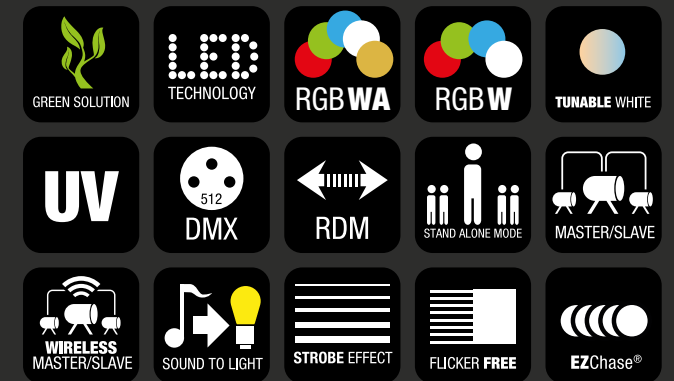 GREEN SOLUTION
LED
TECHNOLOGY
RGBWA
RGBW
TUNABLE WHITE
UV
512
DMX
RDM
STAND ALONE MODE
MASTER/SLAVE
WIRELESS
MASTER/SLAVE
SOUND TO LIGHT
STROBE EFFECT
FLICKER FREE
EZChase®